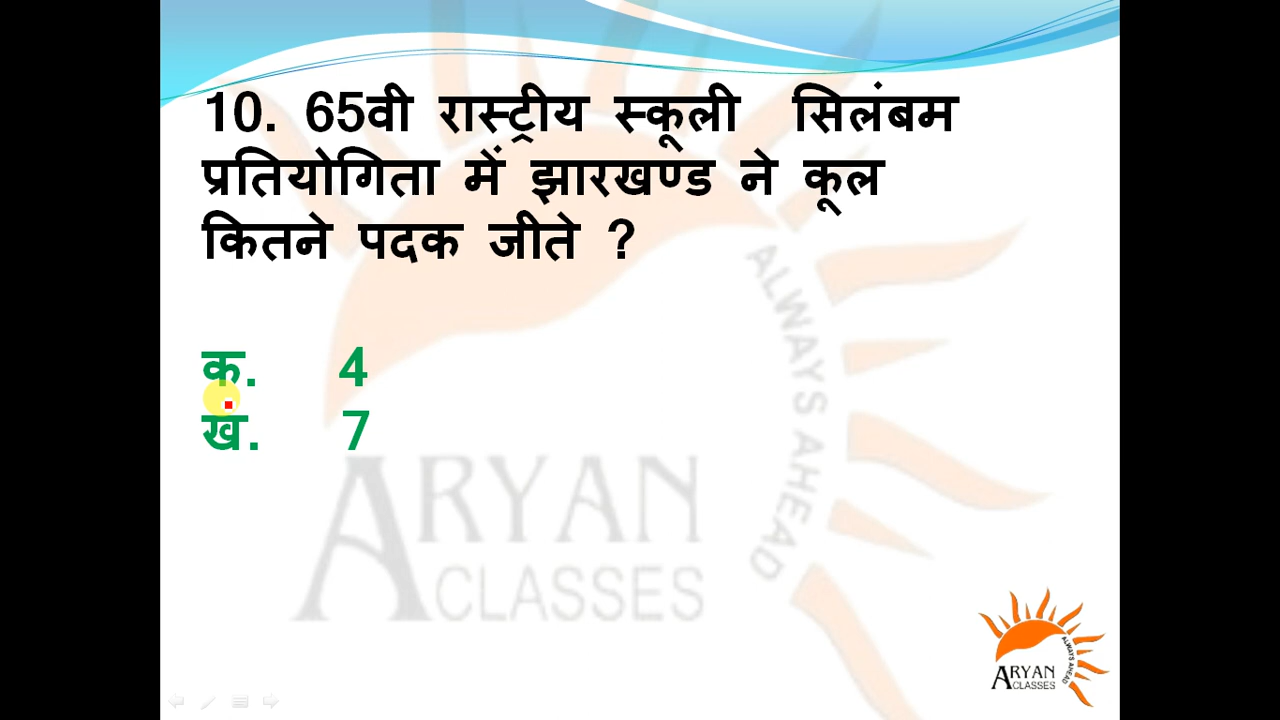 10. 65वी रास्ट्रीय स्कूली सिलंबम
प्रतियोगिता में झारखण्ड ने कूल
कितने पदक जीते ?
क. 4
ख. 7
ALWAYS AHEAD
ARYAN
CLASSES
ALWAYS AHEAD
ARYAN
CLASSES